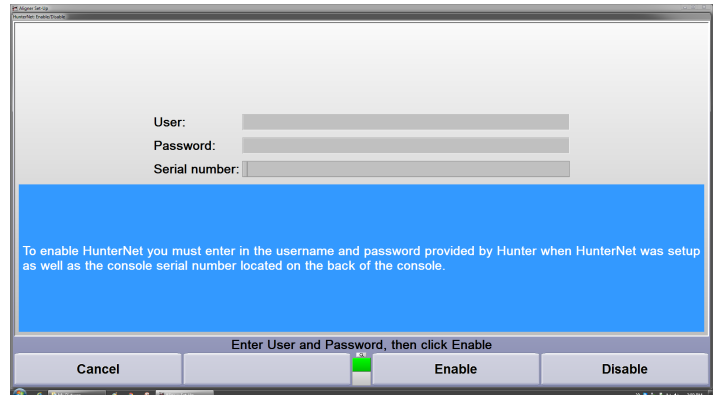 Aligner Set-Up
HunterNet Enable/Disable
User:
Password:
Serial number:
To enable HunterNet you must enter in the username and password provided by Hunter when HunterNet was setup
as well as the console serial number located on the back of the console.
Enter User and Password, then click Enable
Cancel
Enable
Disable